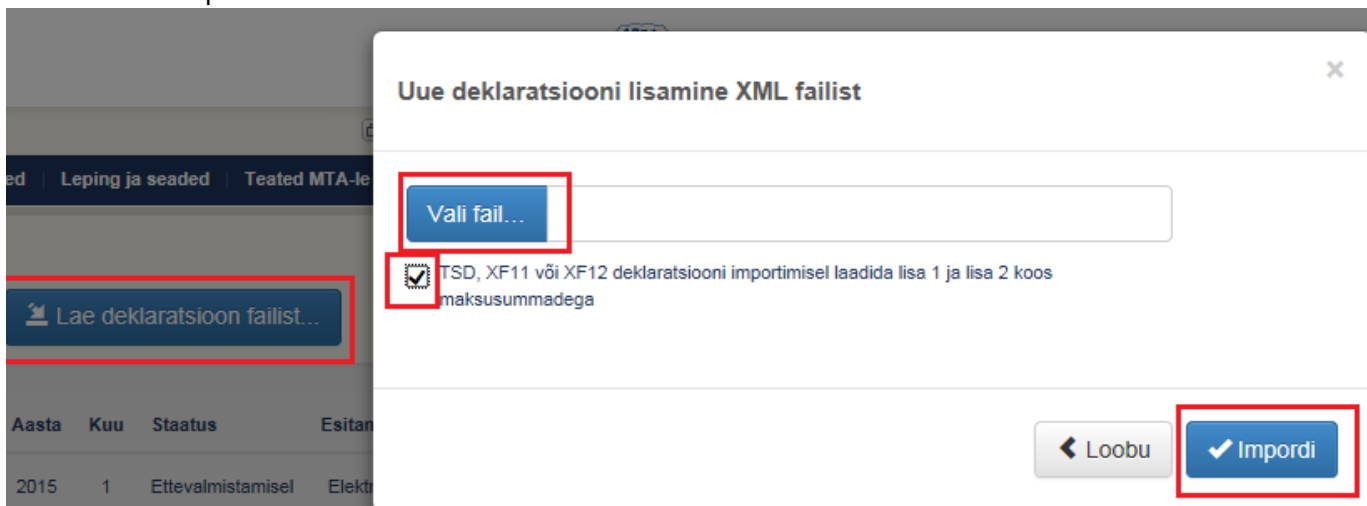 Uue deklaratsiooni lisamine XML failist
×
ed | Leping ja seaded | Teated MTA-le
Vali fail...
TSD, XF11 või XF12 deklaratsiooni importimisel laadida lisa 1 ja lisa 2 koos
maksusummadega
Lae deklaratsioon failist...
Aasta Kuu Staatus Esitan
Loobu Impordi
2015 1 Ettevalmistamisel Elektr